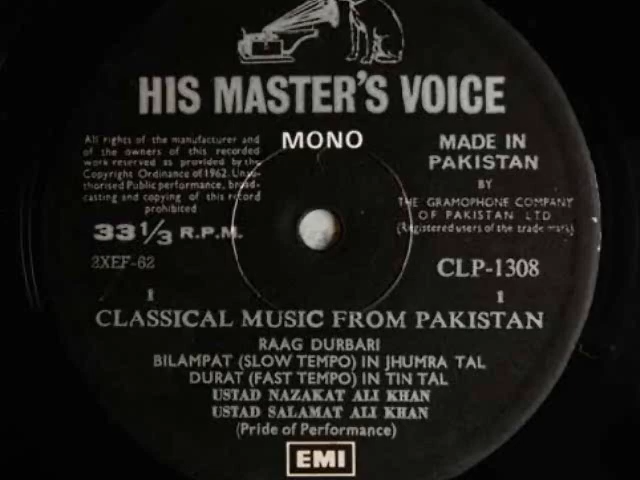 HIS MASTER'S VOICE
All rights of the manufacturer and
of the owners of this recorded
work reserved as provided by the
Copyright Ordinance of 1962. Unau-
thorised Public performance, broad-
casting and copying of this record
prohibited
MONO
MADE IN
PAKISTAN
BY
THE GRAMOPHONE COMPANY
OF PAKISTAN LTD
(Registered users of the trade mark)
33 1/3 R.P.M.
2XEF-62
CLP-1308
1 1
CLASSICAL MUSIC FROM PAKISTAN
RAAG DURBARI
BILAMPAT (SLOW TEMPO) IN JHUMRA TAL
DURAT (FAST TEMPO) IN TIN TAL
USTAD NAZAKAT ALI KHAN
USTAD SALAMAT ALI KHAN
(Pride of Performance)
EMI